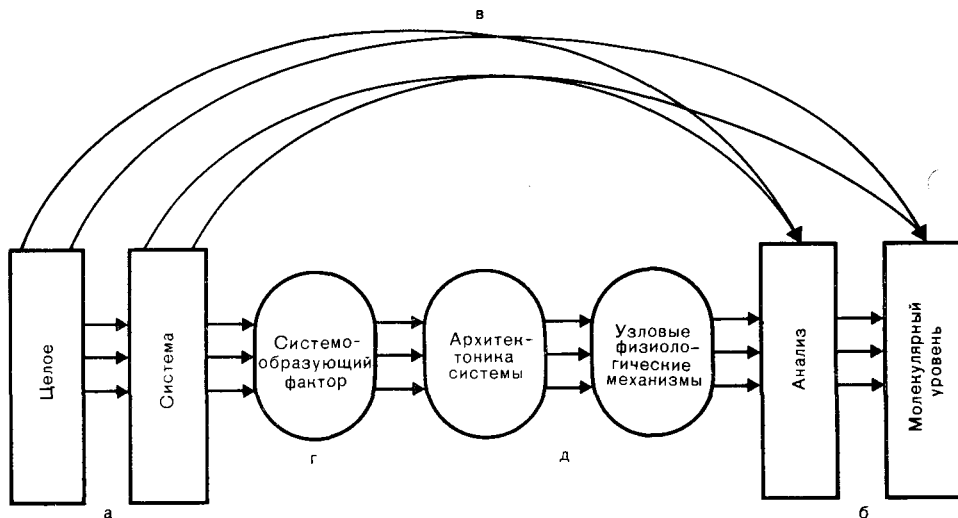 в
Целое
Система
Системо-
образующий
фактор
Архитек-
тоника
системы
Узловые
физиоло-
гические
механизмы
Анализ
Молекулярный
уровень
г
д
а
б